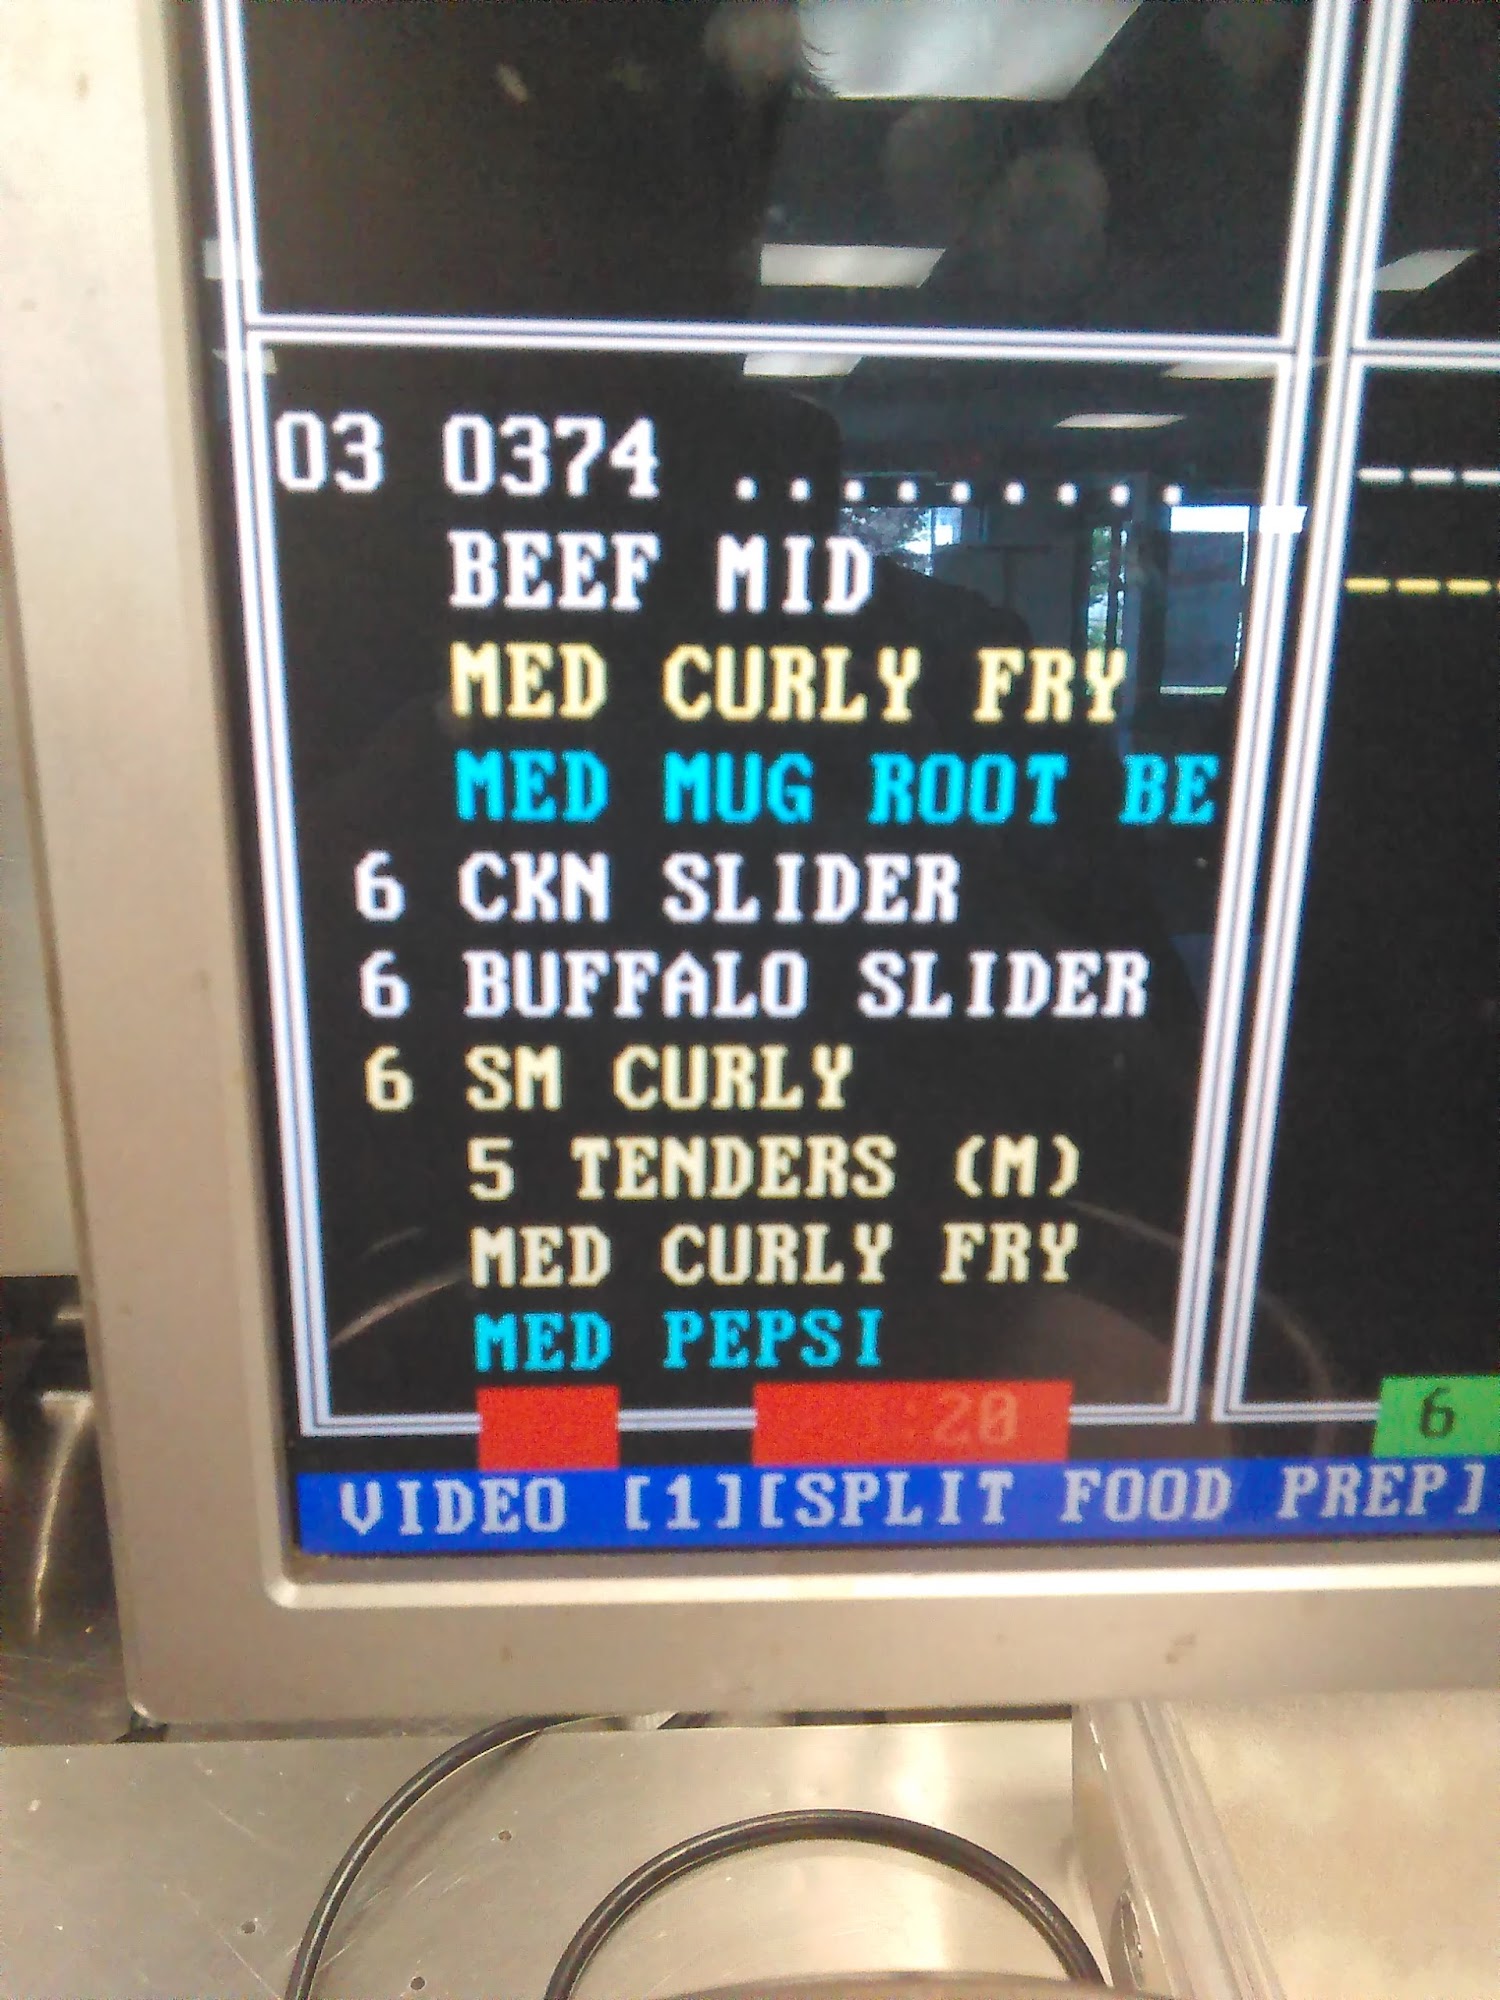 03 0374 .........
BEEF MID
MED CURLY FRY
MED MUG ROOT BE
6 CKN SLIDER
6 BUFFALO SLIDER
6 SM CURLY
5 TENDERS (M)
MED CURLY FRY
MED PEPSI
:20
6
VIDEO [1][SPLIT FOOD PREP]